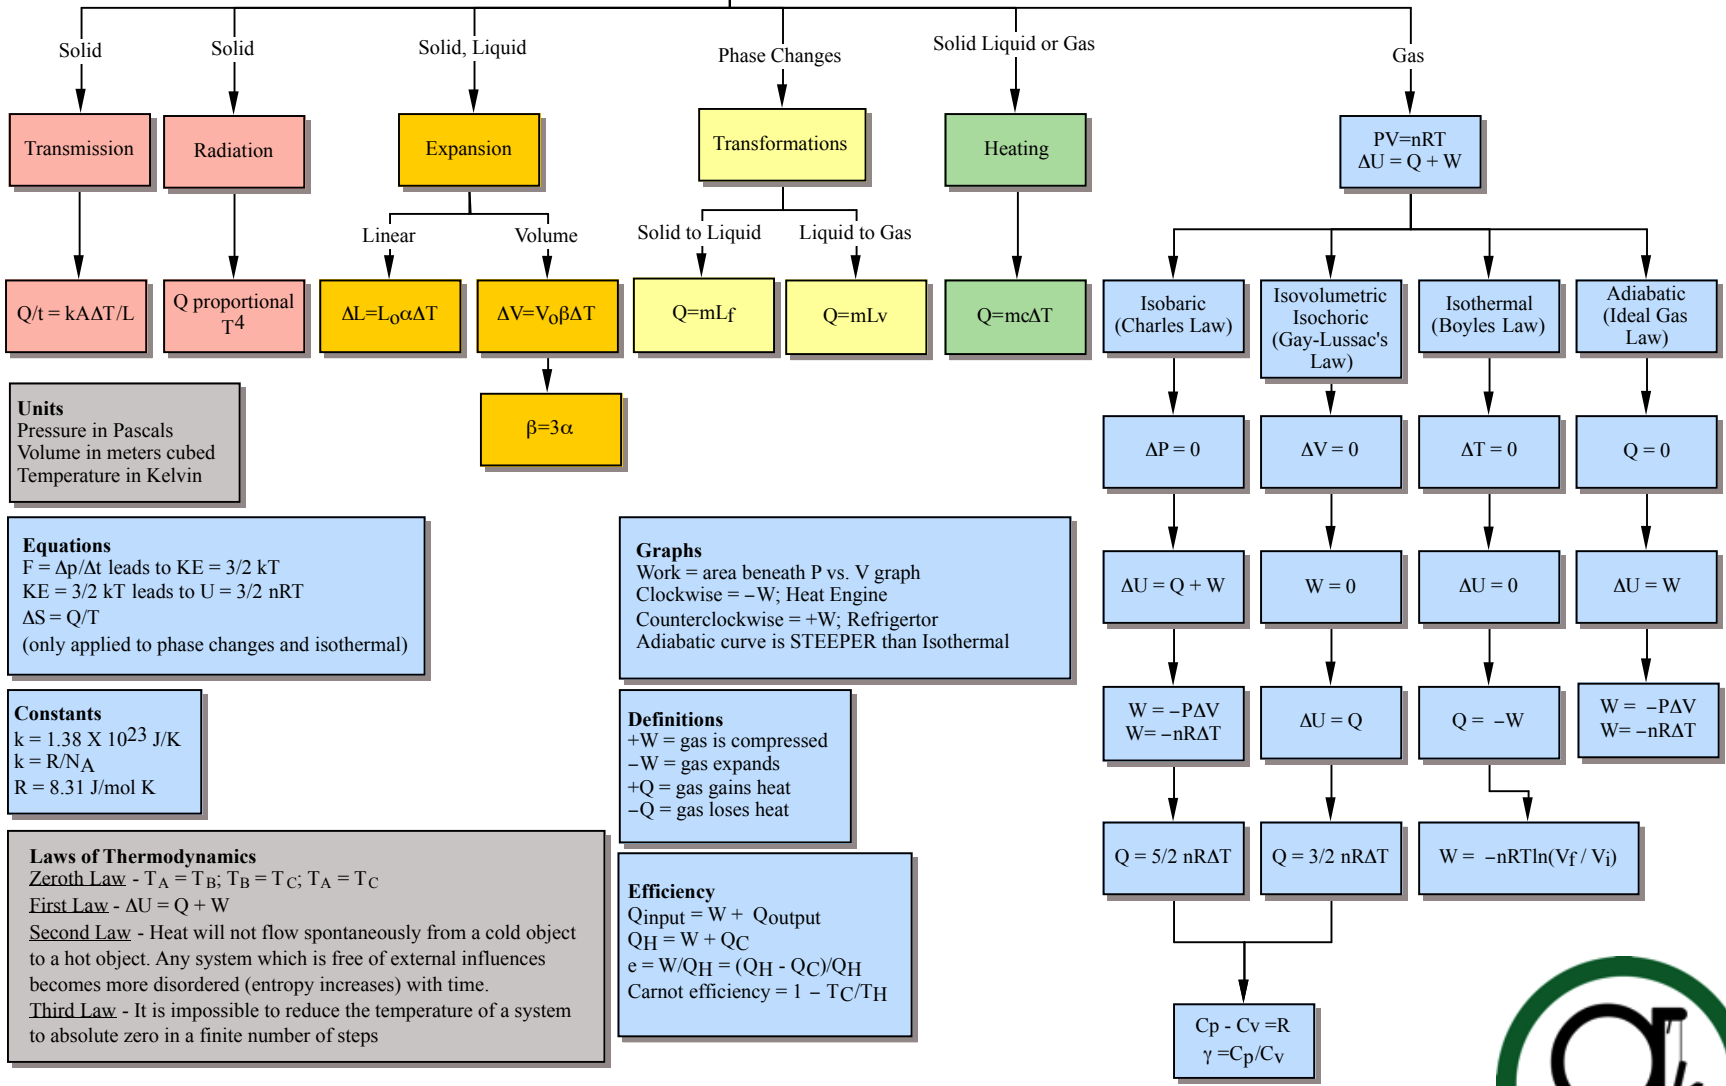 Solid
Solid
Solid, Liquid
Phase Changes
Solid Liquid or Gas
Gas
Transmission
Radiation
Expansion
Transformations
Heating
PV=nRT
ΔU = Q + W
Linear
Volume
Solid to Liquid
Liquid to Gas
Q/t = kAΔT/L
Q proportional
T4
ΔL=LoαΔT
ΔV=VoβΔT
Q=mLf
Q=mLv
Q=mcΔT
Isobaric
(Charles Law)
Isovolumetric
Isochoric
(Gay-Lussac's
Law)
Isothermal
(Boyles Law)
Adiabatic
(Ideal Gas
Law)
β=3α
ΔP = 0
ΔV = 0
ΔT = 0
Q = 0
ΔU = Q + W
W = 0
ΔU = 0
ΔU = W
W = −PΔV
W= −nRΔT
ΔU = Q
Q = −W
W = −PΔV
W= −nRΔT
Q = 5/2 nRΔT
Q = 3/2 nRΔT
W = −nRTln(Vf / Vi)
Cp - Cv =R
γ =Cp/Cv
Units
Pressure in Pascals
Volume in meters cubed
Temperature in Kelvin
Equations
F = Δp/Δt leads to KE = 3/2 kT
KE = 3/2 kT leads to U = 3/2 nRT
ΔS = Q/T
(only applied to phase changes and isothermal)
Constants
k = 1.38 X 1023 J/K
k = R/NA
R = 8.31 J/mol K
Graphs
Work = area beneath P vs. V graph
Clockwise = −W; Heat Engine
Counterclockwise = +W; Refrigertor
Adiabatic curve is STEEPER than Isothermal
Definitions
+W = gas is compressed
−W = gas expands
+Q = gas gains heat
−Q = gas loses heat
Laws of Thermodynamics
Zeroth Law - TA = TB; TB = TC; TA = TC
First Law - ΔU = Q + W
Second Law - Heat will not flow spontaneously from a cold object
to a hot object. Any system which is free of external influences
becomes more disordered (entropy increases) with time.
Third Law - It is impossible to reduce the temperature of a system
to absolute zero in a finite number of steps
Efficiency
Qinput = W + Qoutput
QH = W + QC
e = W/QH = (QH - QC)/QH
Carnot efficiency = 1 − TC/TH